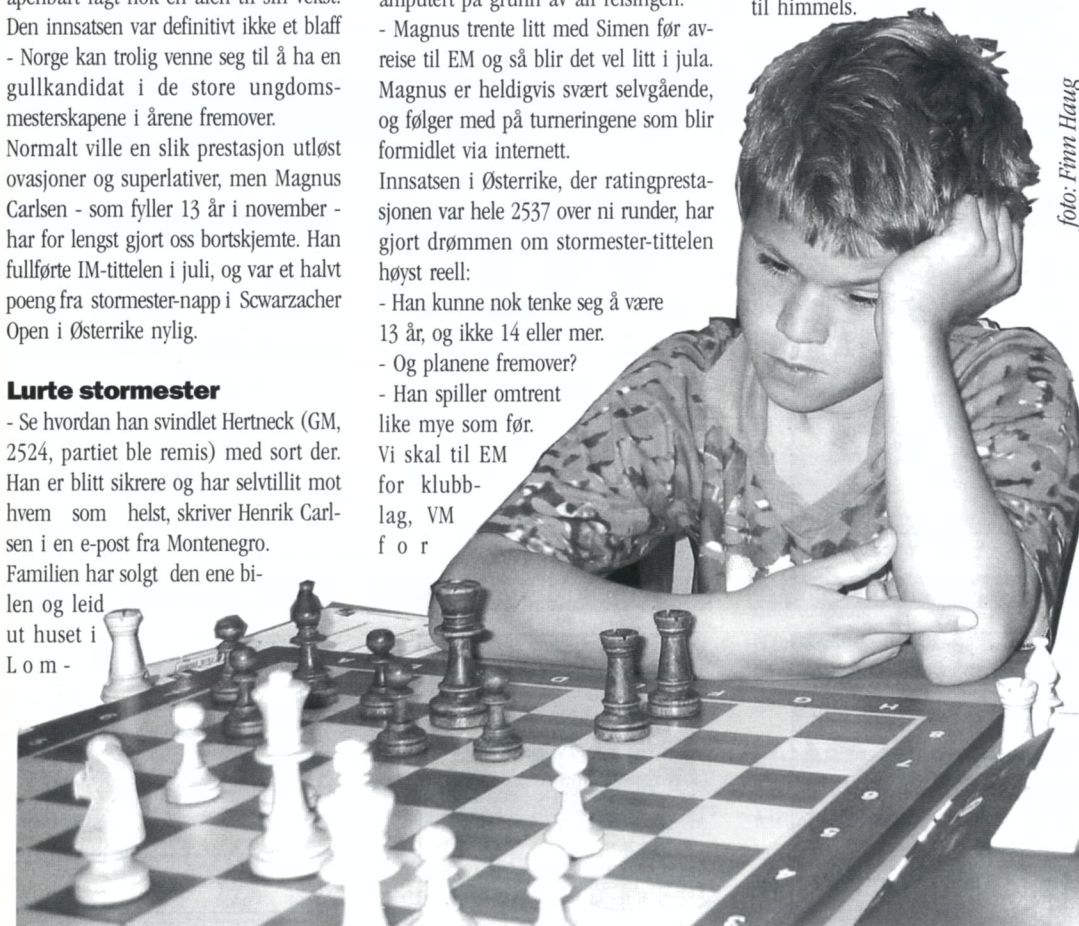 Den innsatsen var definitivt ikke et blaff
- Norge kan trolig venne seg til å ha en
gullkandidat i de store ungdoms-
mesterskapene i årene fremover.
Normalt ville en slik prestasjon utløst
ovasjoner og superlativer, men Magnus
Carlsen - som fyller 13 år i november -
har for lengst gjort oss bortskjemte. Han
fullførte IM-tittelen i juli, og var et halvt
poeng fra stormester-napp i Scwarzacher
Open i Østerrike nylig.
Lurte stormester
- Se hvordan han svindlet Hertneck (GM,
2524, partiet ble remis) med sort der.
Han er blitt sikrere og har selvtillit mot
hvem som helst, skriver Henrik Carl-
sen i en e-post fra Montenegro.
Familien har solgt den ene bi-
len og leid
ut huset i
Lom-
amputert på grunn av all reisingen.
- Magnus trente litt med Simen før av-
reise til EM og så blir det vel litt i jula.
Magnus er heldigvis svært selvgående,
og følger med på turneringene som blir
formidlet via internett.
Innsatsen i Østerrike, der ratingpresta-
sjonen var hele 2537 over ni runder, har
gjort drømmen om stormester-tittelen
høyst reell:
- Han kunne nok tenke seg å være
13 år, og ikke 14 eller mer.
- Og planene fremover?
- Han spiller omtrent
like mye som før.
Vi skal til EM
for klubb-
lag, VM
for
til himmels.
foto: Finn Haug
A
D
F
G
H
8
7
6
5
4
3